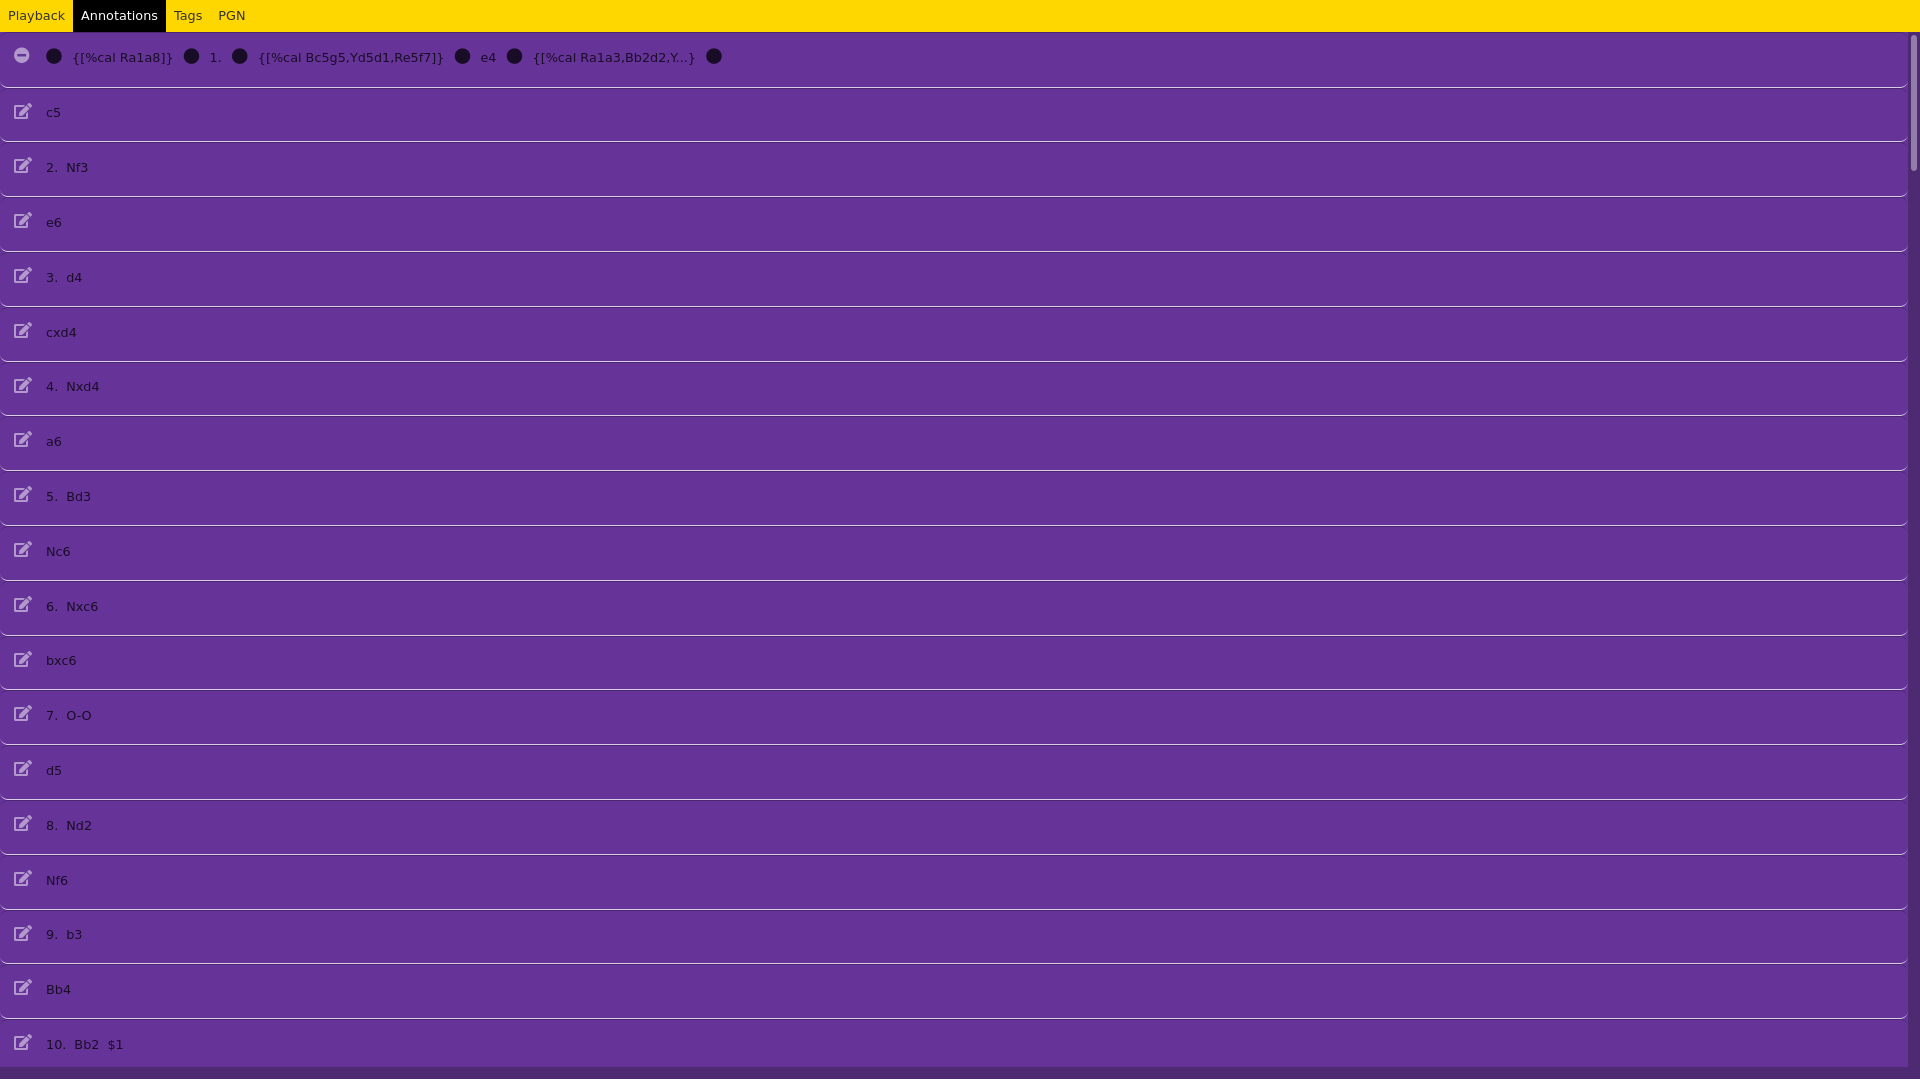 Playback Annotations Tags PGN
{[%cal Ra1a8]} 1. {[%cal Bc5g5,Yd5d1,Re5f7]} e4 {[%cal Ra1a3,Bb2d2,Y...}
c5
2. Nf3
e6
3. d4
cxd4
4. Nxd4
a6
5. Bd3
Nc6
6. Nxc6
bxc6
7. O-O
d5
8. Nd2
Nf6
9. b3
Bb4
10. Bb2 $1